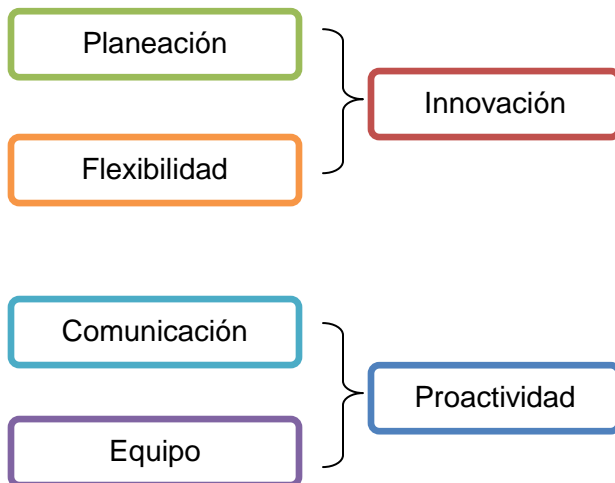 Planeación
Innovación
Flexibilidad
Comunicación
Proactividad
Equipo